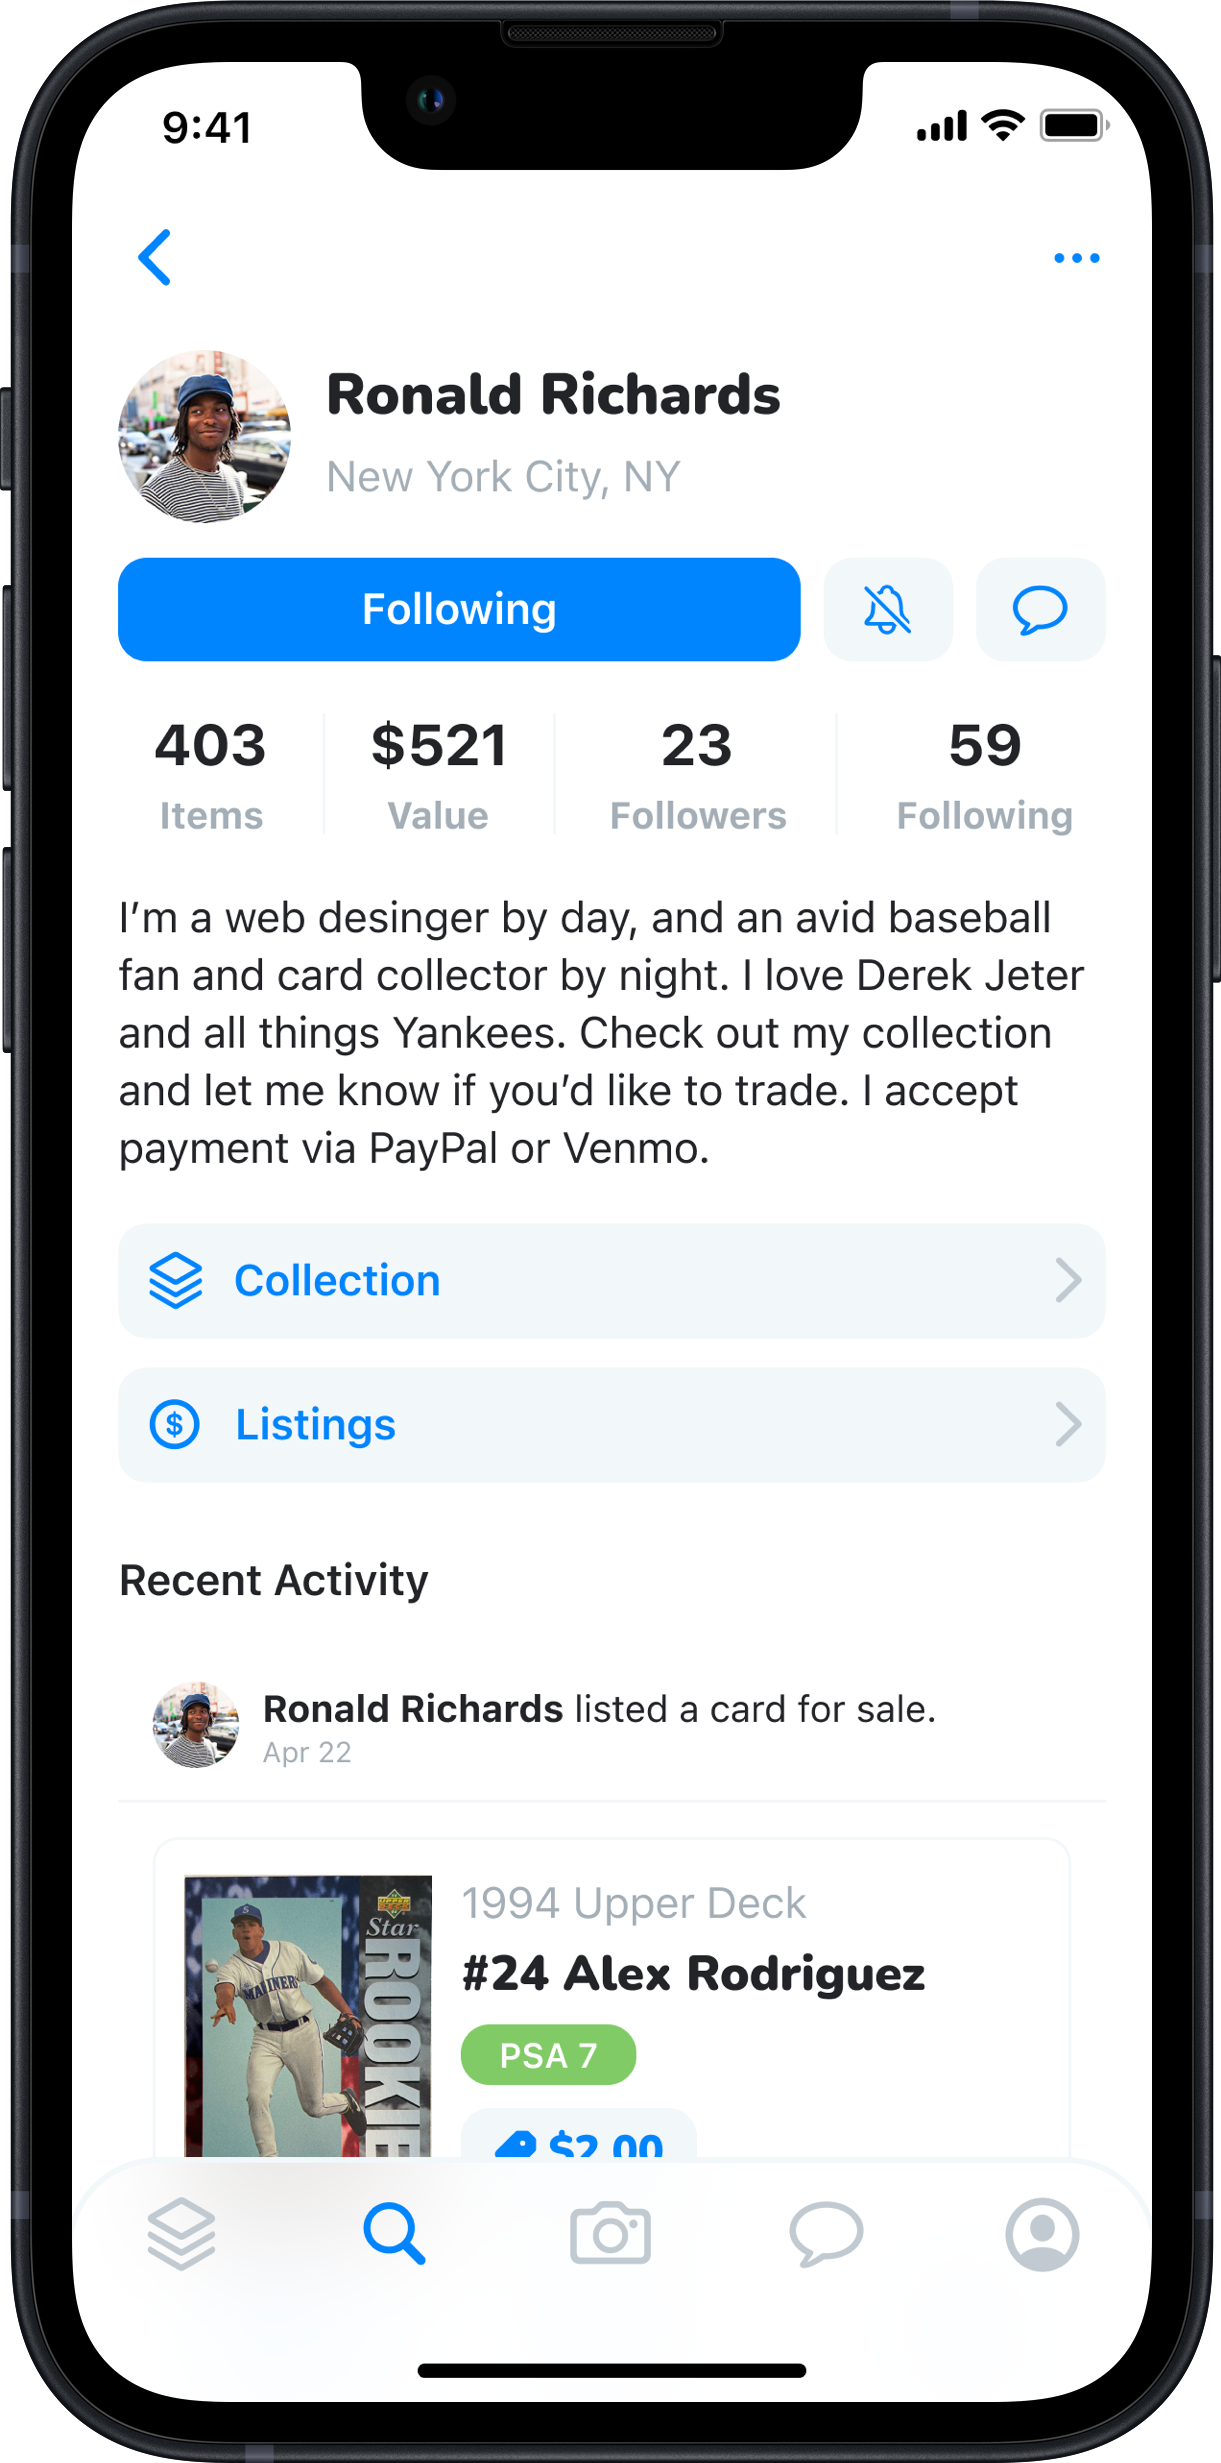 9:41
Ronald Richards
New York City, NY
Following
403
Items
$521
Value
23
Followers
59
Following
I’m a web desinger by day, and an avid baseball
fan and card collector by night. I love Derek Jeter
and all things Yankees. Check out my collection
and let me know if you’d like to trade. I accept
payment via PayPal or Venmo.
Collection
$
Listings
Recent Activity
Ronald Richards listed a card for sale.
Apr 22
UPPER DECK
Star
ROOKIE
S
MARINERS
1994 Upper Deck
#24 Alex Rodriguez
PSA 7
$2.00